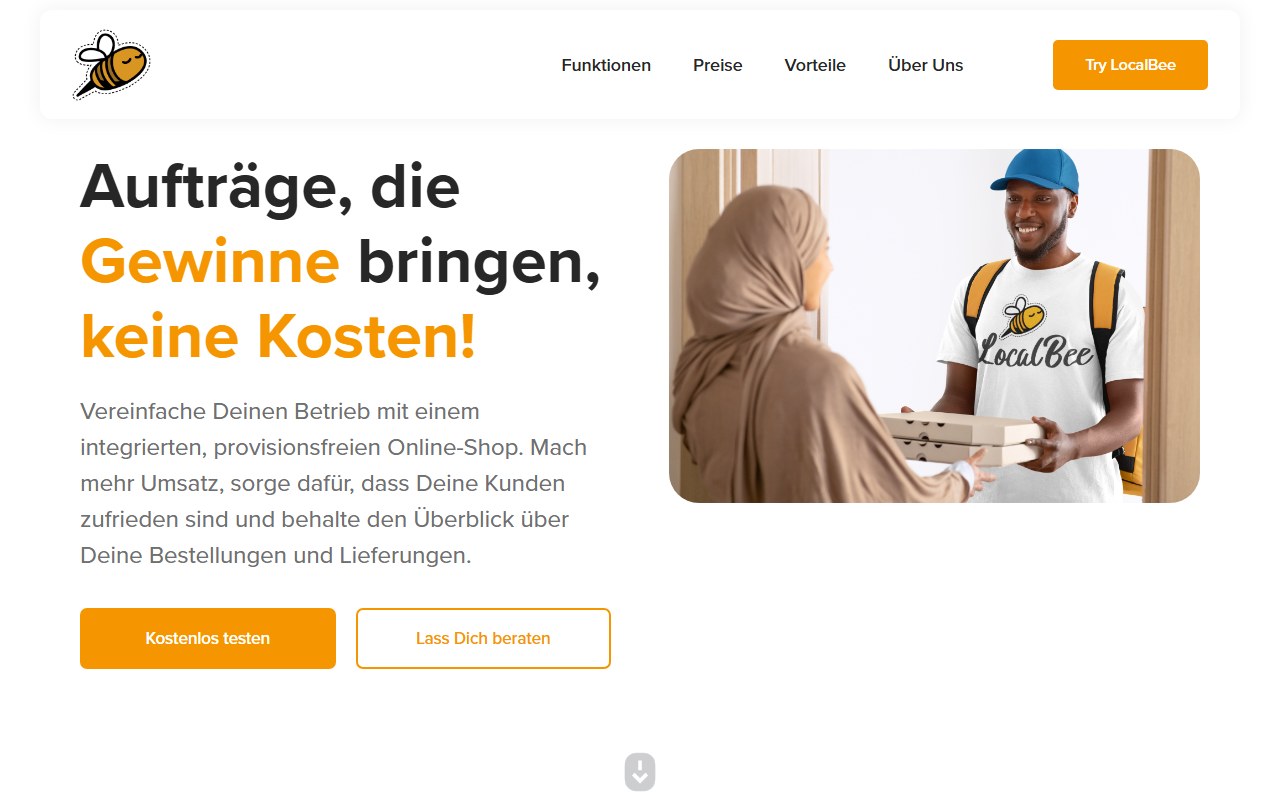 Funktionen
Preise
Vorteile
Über Uns
Try LocalBee
Aufträge, die
Gewinne bringen,
keine Kosten!
LocalBee
Vereinfache Deinen Betrieb mit einem
integrierten, provisionsfreien Online-Shop. Mach
mehr Umsatz, sorge dafür, dass Deine Kunden
zufrieden sind und behalte den Überblick über
Deine Bestellungen und Lieferungen.
Kostenlos testen
Lass Dich beraten